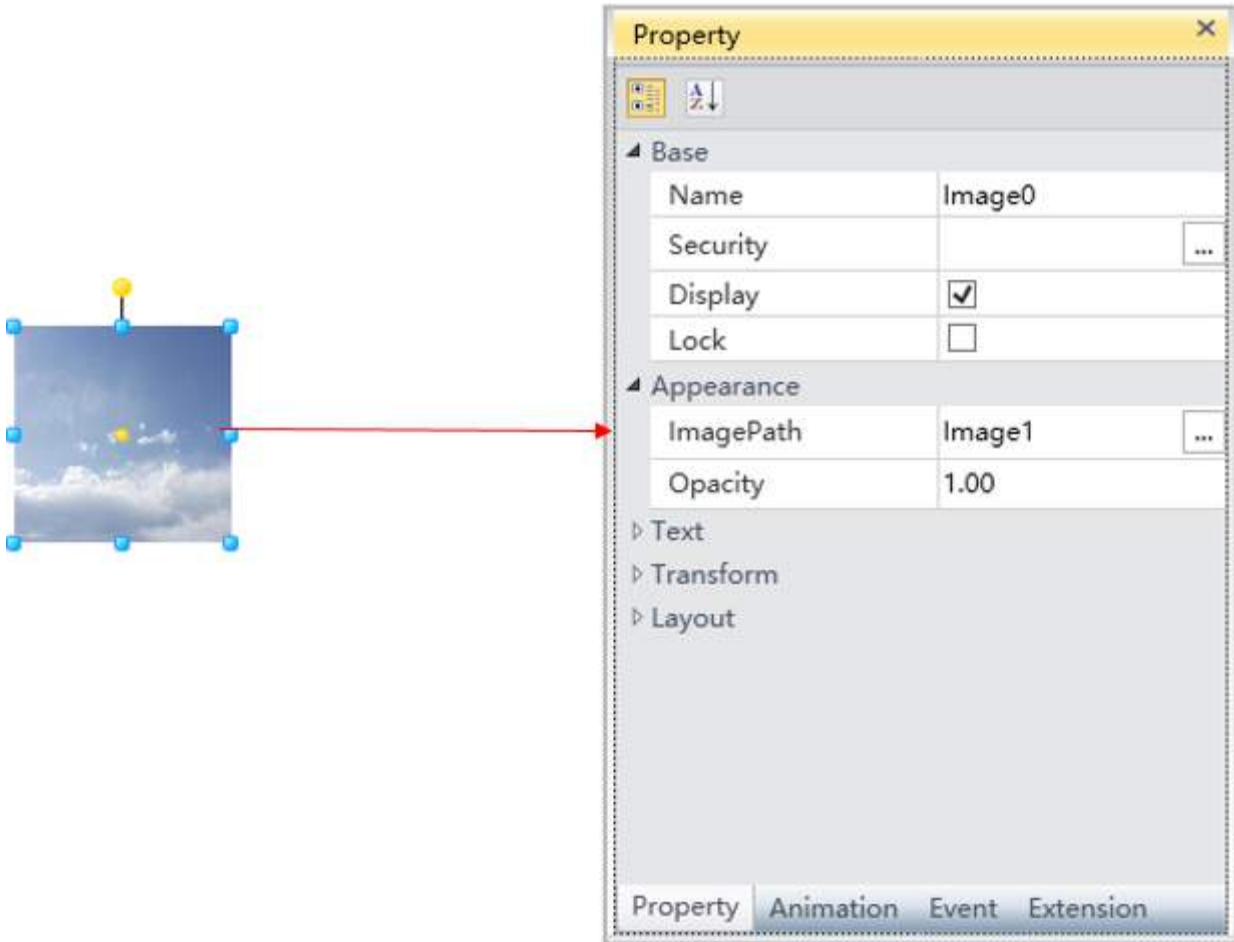 Property
Base
Name Image0
Security ...
Display
Lock
Appearance
ImagePath Image1 ...
Opacity 1.00
Text
Transform
Layout
Property Animation Event Extension